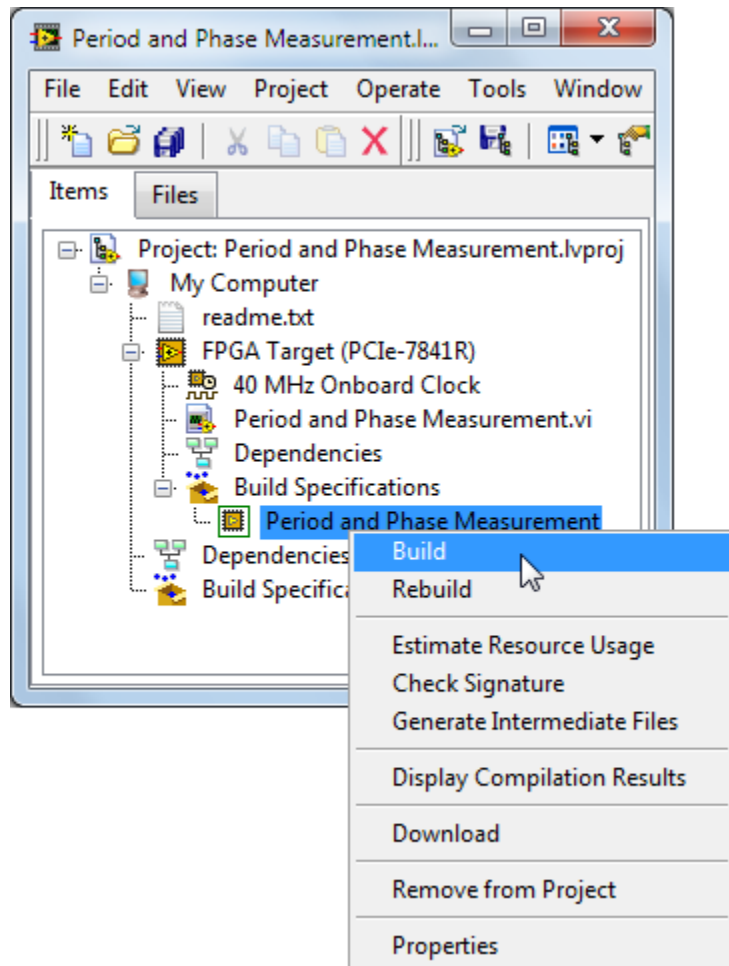 Period and Phase Measurement.l...
File Edit View Project Operate Tools Window
Items Files
Project: Period and Phase Measurement.lvproj
My Computer
readme.txt
FPGA Target (PCIe-7841R)
40 MHz Onboard Clock
Period and Phase Measurement.vi
Dependencies
Build Specifications
Period and Phase Measurement
Dependencies
Build Specifica
Build
Rebuild
Estimate Resource Usage
Check Signature
Generate Intermediate Files
Display Compilation Results
Download
Remove from Project
Properties